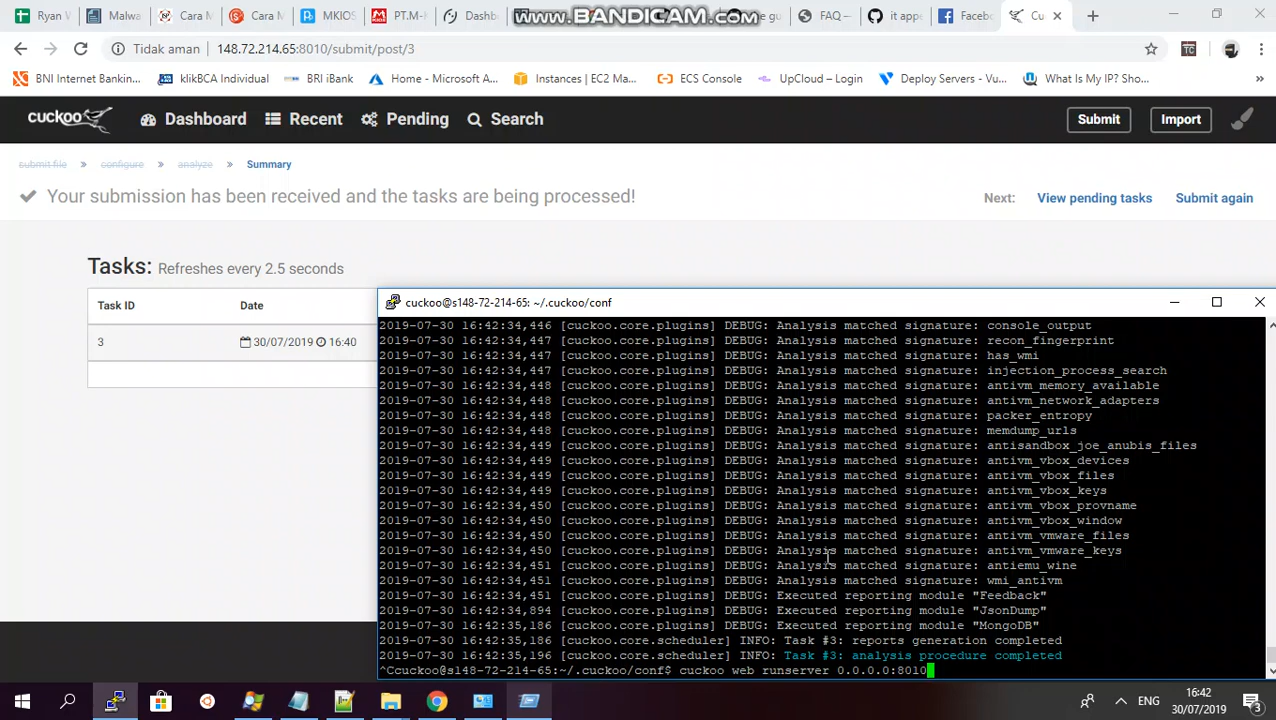 Ryan W
Malwa
Cara M
Cara M
MKIOS
PT.M-K
Dashb
www.BANDICAM.com
e gu
FAQ –
it appe
Facebo
Cu
Tidak aman
148.72.214.65:8010/submit/post/3
BNI Internet Bankin...
klikBCA Individual
BRI iBank
Home - Microsoft A...
Instances | EC2 Ma...
ECS Console
UpCloud – Login
Deploy Servers - Vu...
What Is My IP? Sho...
»
cuckoo
Dashboard
Recent
Pending
Search
Submit
Import
submit file » configure » analyze » Summary
Your submission has been received and the tasks are being processed!
Next: View pending tasks Submit again
Tasks: Refreshes every 2.5 seconds
Task ID Date
3 30/07/2019 16:40
cuckoo@s148-72-214-65: ~/.cuckoo/conf
2019-07-30 16:42:34,446 [cuckoo.core.plugins] DEBUG: Analysis matched signature: console_output
2019-07-30 16:42:34,447 [cuckoo.core.plugins] DEBUG: Analysis matched signature: recon_fingerprint
2019-07-30 16:42:34,447 [cuckoo.core.plugins] DEBUG: Analysis matched signature: has_wmi
2019-07-30 16:42:34,447 [cuckoo.core.plugins] DEBUG: Analysis matched signature: injection_process_search
2019-07-30 16:42:34,448 [cuckoo.core.plugins] DEBUG: Analysis matched signature: antivm_memory_available
2019-07-30 16:42:34,448 [cuckoo.core.plugins] DEBUG: Analysis matched signature: antivm_network_adapters
2019-07-30 16:42:34,448 [cuckoo.core.plugins] DEBUG: Analysis matched signature: packer_entropy
2019-07-30 16:42:34,448 [cuckoo.core.plugins] DEBUG: Analysis matched signature: memdump_urls
2019-07-30 16:42:34,449 [cuckoo.core.plugins] DEBUG: Analysis matched signature: antisandbox_joe_anubis_files
2019-07-30 16:42:34,449 [cuckoo.core.plugins] DEBUG: Analysis matched signature: antivm_vbox_devices
2019-07-30 16:42:34,449 [cuckoo.core.plugins] DEBUG: Analysis matched signature: antivm_vbox_files
2019-07-30 16:42:34,449 [cuckoo.core.plugins] DEBUG: Analysis matched signature: antivm_vbox_keys
2019-07-30 16:42:34,450 [cuckoo.core.plugins] DEBUG: Analysis matched signature: antivm_vbox_provname
2019-07-30 16:42:34,450 [cuckoo.core.plugins] DEBUG: Analysis matched signature: antivm_vbox_window
2019-07-30 16:42:34,450 [cuckoo.core.plugins] DEBUG: Analysis matched signature: antivm_vmware_files
2019-07-30 16:42:34,450 [cuckoo.core.plugins] DEBUG: Analysis matched signature: antivm_vmware_keys
2019-07-30 16:42:34,451 [cuckoo.core.plugins] DEBUG: Analysis matched signature: antiemu_wine
2019-07-30 16:42:34,451 [cuckoo.core.plugins] DEBUG: Analysis matched signature: wmi_antivm
2019-07-30 16:42:34,451 [cuckoo.core.plugins] DEBUG: Executed reporting module "Feedback"
2019-07-30 16:42:34,894 [cuckoo.core.plugins] DEBUG: Executed reporting module "JsonDump"
2019-07-30 16:42:35,186 [cuckoo.core.plugins] DEBUG: Executed reporting module "MongoDB"
2019-07-30 16:42:35,186 [cuckoo.core.scheduler] INFO: Task #3: reports generation completed
2019-07-30 16:42:35,196 [cuckoo.core.scheduler] INFO: Task #3: analysis procedure completed
^Ccuckoo@s148-72-214-65:~/.cuckoo/conf$ cuckoo web runserver 0.0.0.0:8010
ENG
16:42
30/07/2019
3